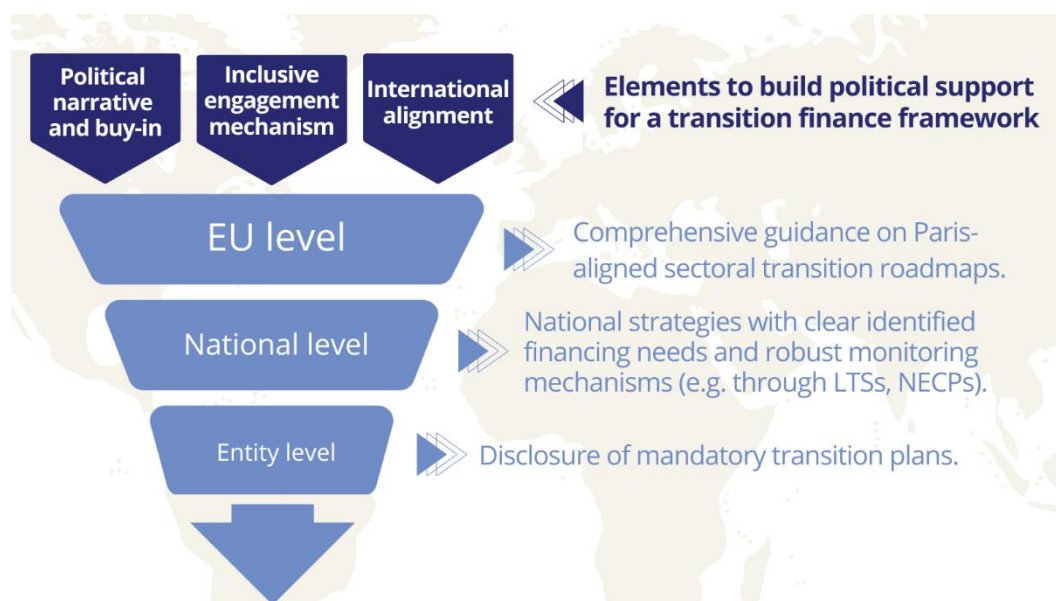 Political
narrative
and buy-in
Inclusive
engagement
mechanism
International
alignment
Elements to build political support
for a transition finance framework
EU level
Comprehensive guidance on Paris-
aligned sectoral transition roadmaps.
National level
National strategies with clear identified
financing needs and robust monitoring
mechanisms (e.g. through LTSs, NECPs).
Entity level
Disclosure of mandatory transition plans.